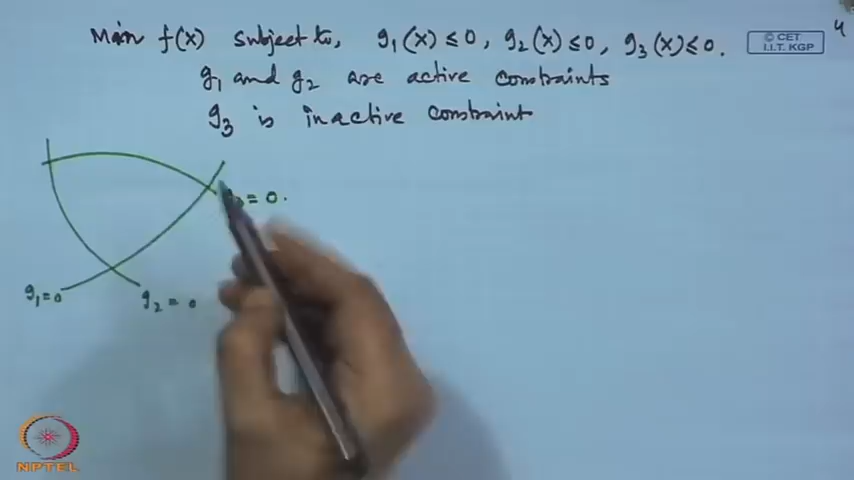 Min f(x) subject to, g₁(x) ≤ 0, g₂(x) ≤ 0, g₃(x) ≤ 0.
© CET
I.I.T. KGP
4
g₁ and g₂ are active constraints
g₃ is inactive constraint
= 0.
g₁=0
g₂ = 0
NPTEL